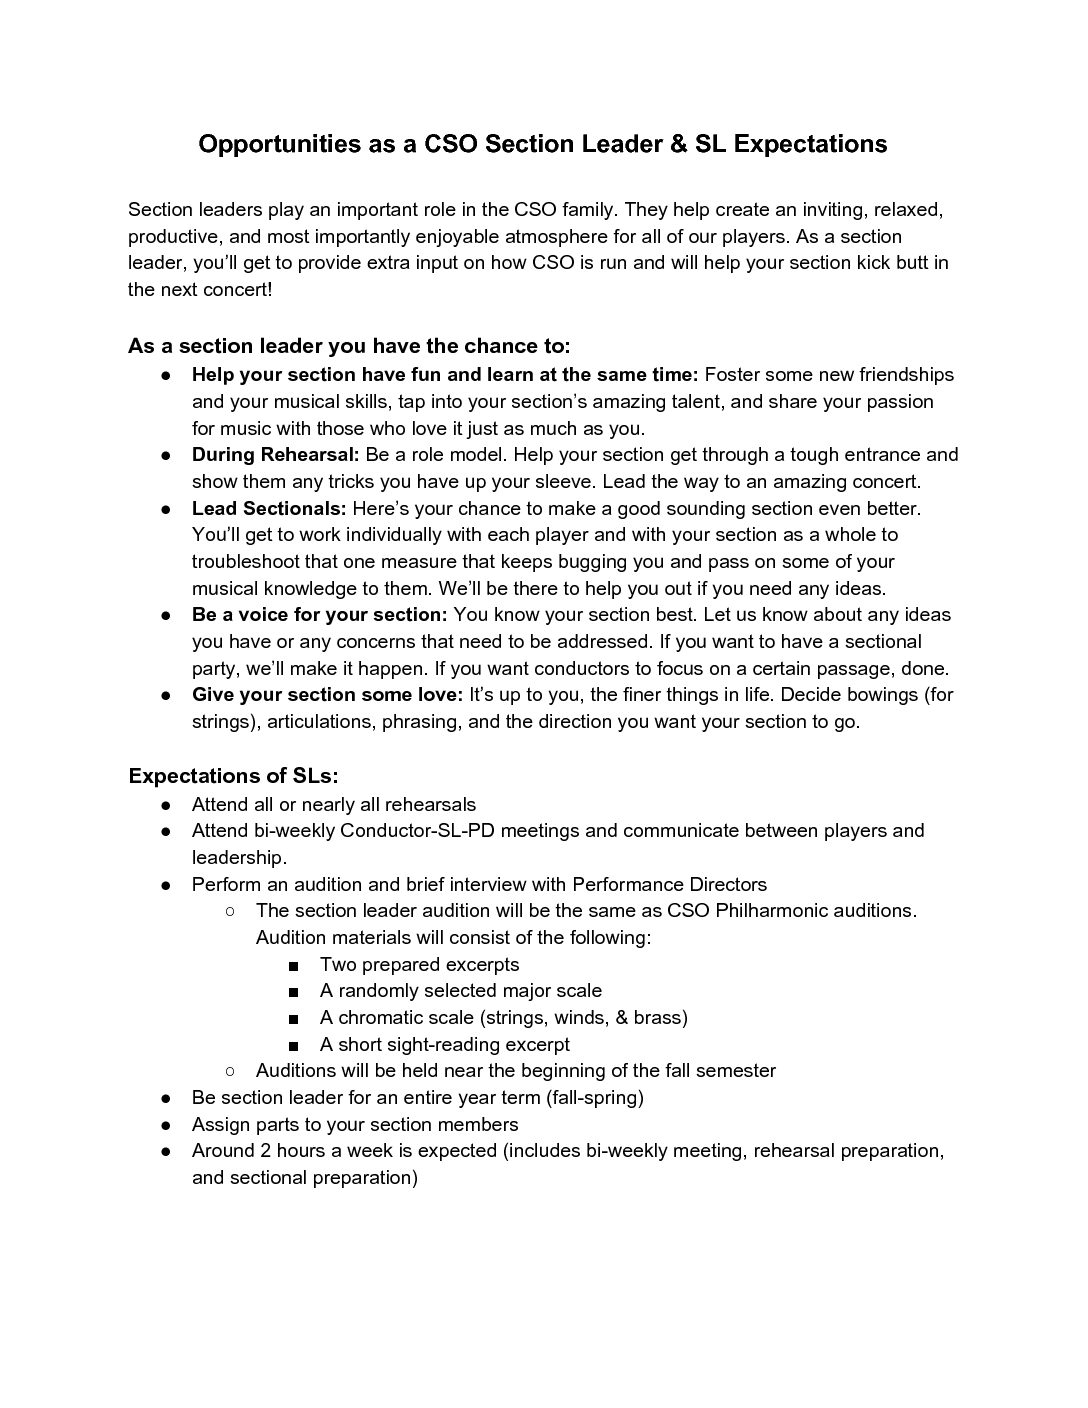 Opportunities as a CSO Section Leader & SL Expectations
Section leaders play an important role in the CSO family. They help create an inviting, relaxed,
productive, and most importantly enjoyable atmosphere for all of our players. As a section
leader, you’ll get to provide extra input on how CSO is run and will help your section kick butt in
the next concert!
As a section leader you have the chance to:
● Help your section have fun and learn at the same time: Foster some new friendships
and your musical skills, tap into your section’s amazing talent, and share your passion
for music with those who love it just as much as you.
● During Rehearsal: Be a role model. Help your section get through a tough entrance and
show them any tricks you have up your sleeve. Lead the way to an amazing concert.
● Lead Sectionals: Here’s your chance to make a good sounding section even better.
You’ll get to work individually with each player and with your section as a whole to
troubleshoot that one measure that keeps bugging you and pass on some of your
musical knowledge to them. We’ll be there to help you out if you need any ideas.
● Be a voice for your section: You know your section best. Let us know about any ideas
you have or any concerns that need to be addressed. If you want to have a sectional
party, we’ll make it happen. If you want conductors to focus on a certain passage, done.
● Give your section some love: It’s up to you, the finer things in life. Decide bowings (for
strings), articulations, phrasing, and the direction you want your section to go.
Expectations of SLs:
● Attend all or nearly all rehearsals
● Attend bi-weekly Conductor-SL-PD meetings and communicate between players and
leadership.
● Perform an audition and brief interview with Performance Directors
○ The section leader audition will be the same as CSO Philharmonic auditions.
Audition materials will consist of the following:
■ Two prepared excerpts
■ A randomly selected major scale
■ A chromatic scale (strings, winds, & brass)
■ A short sight-reading excerpt
○ Auditions will be held near the beginning of the fall semester
● Be section leader for an entire year term (fall-spring)
● Assign parts to your section members
● Around 2 hours a week is expected (includes bi-weekly meeting, rehearsal preparation,
and sectional preparation)